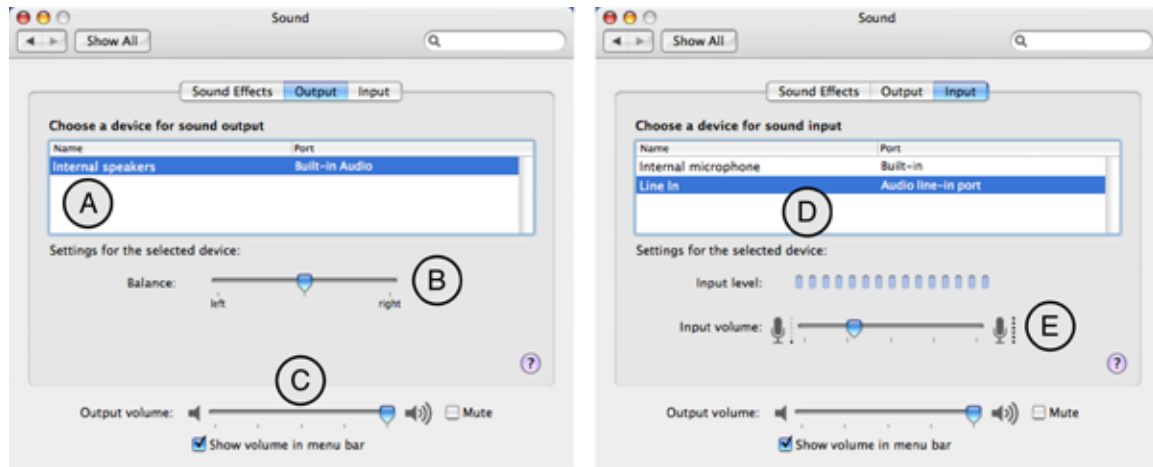 Sound
Show All
Sound Effects Output Input
Choose a device for sound output
Name Port
Internal speakers Built-in Audio
A
Settings for the selected device:
Balance:
B
left right
?
C
Output volume: Mute
Show volume in menu bar
Sound
Show All
Sound Effects Output Input
Choose a device for sound input
Name Port
Internal microphone Built-in
Line In Audio line-in port
D
Settings for the selected device:
Input level:
Input volume: E
?
Output volume: Mute
Show volume in menu bar